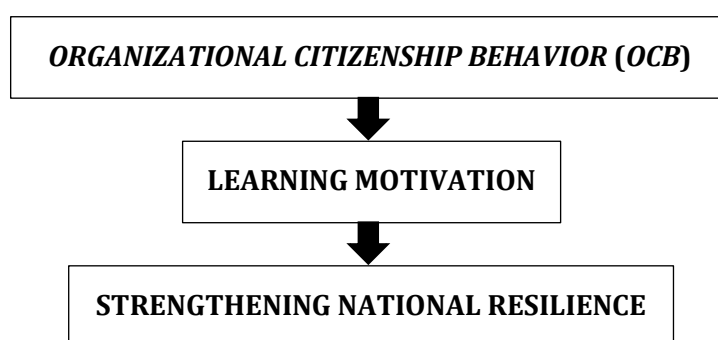 ORGANIZATIONAL CITIZENSHIP BEHAVIOR (OCB)
LEARNING MOTIVATION
STRENGTHENING NATIONAL RESILIENCE